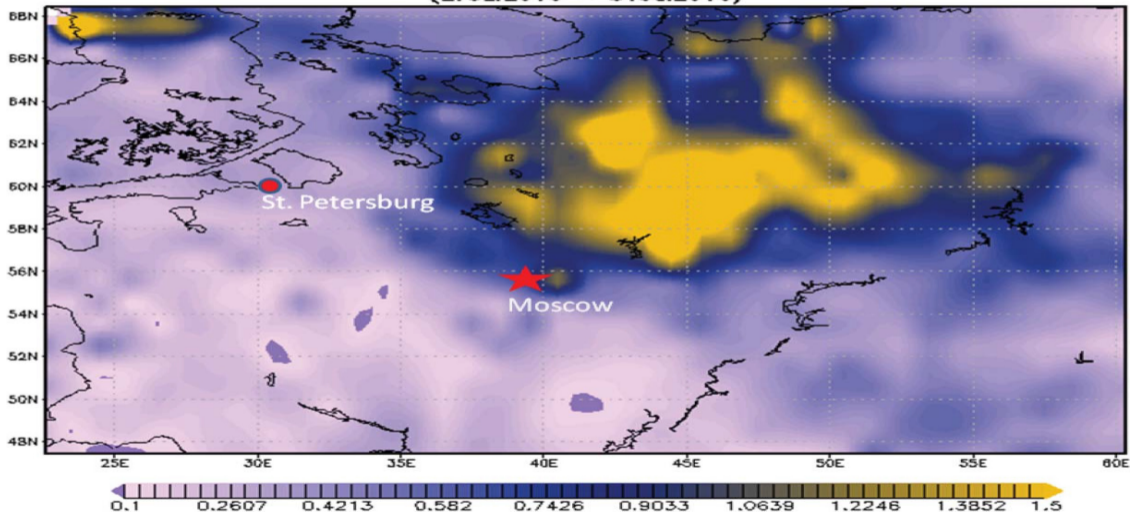 68N
66N
64N
62N
60N
58N
56N
54N
52N
50N
48N
St. Petersburg
Moscow
25E 30E 35E 40E 45E 50E 55E 60E
0.1 0.2607 0.4213 0.582 0.7426 0.9033 1.0639 1.2246 1.3852 1.5